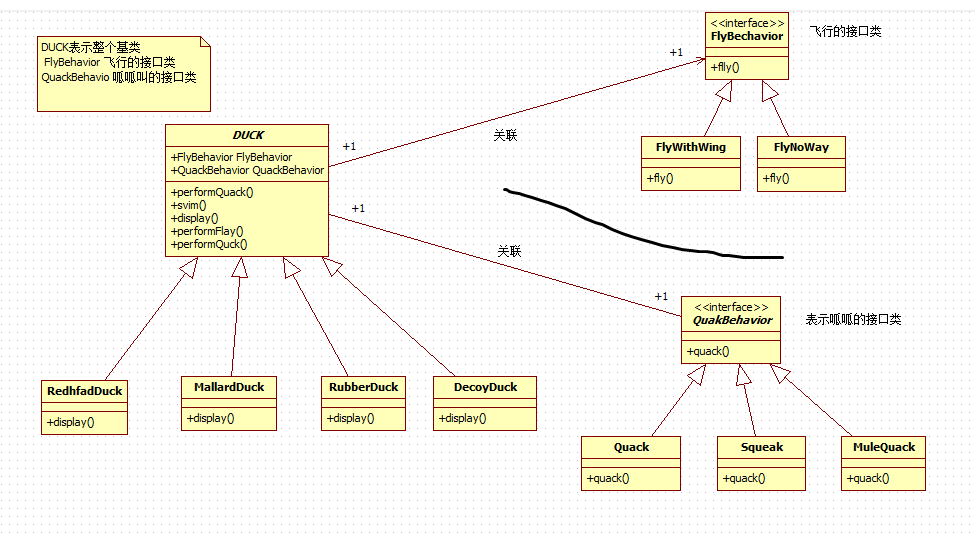 DUCK表示整个基类
FlyBehavior 飞行的接口类
QuackBehavio 呱呱叫的接口类
<<interface>>
FlyBechavior
+flly()
飞行的接口类
+1
+1
关联
DUCK
+FlyBehavior FlyBehavior
+QuackBehavior QuackBehavior
+performQuack()
+svim()
+display()
+performFlay()
+performQuck()
FlyWithWing
+fly()
FlyNoWay
+fly()
+1
关联
+1
<<interface>>
QuakBehavior
+quack()
表示呱呱的接口类
RedhfadDuck
+display()
MallardDuck
+display()
RubberDuck
+display()
DecoyDuck
+display()
Quack
+quack()
Squeak
+quack()
MuleQuack
+quack()